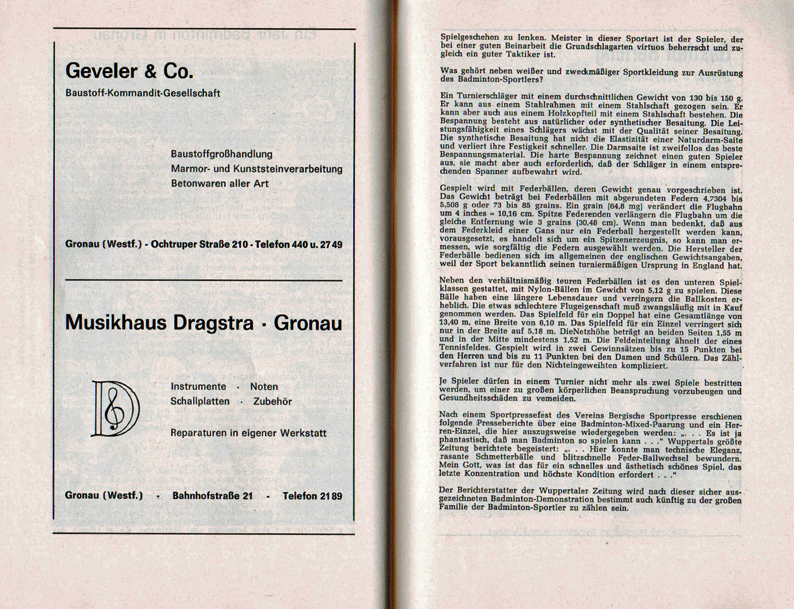 Geveler & Co.
Baustoff-Kommandit-Gesellschaft
Baustoffgroßhandlung
Marmor- und Kunststeinverarbeitung
Betonwaren aller Art
Gronau (Westf.) - Ochtruper Straße 210 - Telefon 440 u. 2749
Musikhaus Dragstra · Gronau
Instrumente · Noten
Schallplatten · Zubehör
Reparaturen in eigener Werkstatt
Gronau (Westf.) · Bahnhofstraße 21 - Telefon 2189
Spielgeschehen zu lenken. Meister in dieser Sportart ist der Spieler, der
bei einer guten Beinarbeit die Grundschlagarten virtuos beherrscht und zu-
gleich ein guter Taktiker ist.
Was gehört neben weißer und zweckmäßiger Sportkleidung zur Ausrüstung
des Badminton-Sportlers?
Ein Turnierschläger mit einem durchschnittlichen Gewicht von 130 bis 150 g.
Er kann aus einem Stahlrahmen mit einem Stahlschaft gezogen sein. Er
kann aber auch aus einem Holzkopfteil mit einem Stahlschaft bestehen. Die
Bespannung besteht aus natürlicher oder synthetischer Besaitung. Die Lei-
stungsfähigkeit eines Schlägers wächst mit der Qualität seiner Besaitung.
Die synthetische Besaitung hat nicht die Elastizität einer Naturdarm-Saite
und verliert ihre Festigkeit schneller. Die Darmsaite ist zweifellos das beste
Bespannungsmaterial. Die harte Bespannung zeichnet einen guten Spieler
aus, sie macht aber auch erforderlich, daß der Schläger in einem entspre-
chenden Spanner aufbewahrt wird.
Gespielt wird mit Federbällen, deren Gewicht genau vorgeschrieben ist.
Das Gewicht beträgt bei Federbällen mit abgerundeten Federn 4,7304 bis
5,508 g oder 73 bis 85 grains. Ein grain (64,8 mg) verändert die Flugbahn
um 4 inches = 10,16 cm. Spitze Federenden verlängern die Flugbahn um die
gleiche Entfernung wie 3 grains (30,48 cm). Wenn man bedenkt, daß aus
dem Federkleid einer Gans nur ein Federball hergestellt werden kann,
vorausgesetzt, es handelt sich um ein Spitzenerzeugnis, so kann man er-
messen, wie sorgfältig die Federn ausgewählt werden. Die Hersteller der
Federbälle bedienen sich im allgemeinen der englischen Gewichtsangaben,
weil der Sport bekanntlich seinen turniermäßigen Ursprung in England hat.
Neben den verhältnismäßig teuren Federbällen ist es den unteren Spiel-
klassen gestattet, mit Nylon-Bällen im Gewicht von 5,12 g zu spielen. Diese
Bälle haben eine längere Lebensdauer und verringern die Ballkosten er-
heblich. Die etwas schlechtere Flugeigenschaft muß zwangsläufig mit in Kauf
genommen werden. Das Spielfeld für ein Doppel hat eine Gesamtlänge von
13,40 m, eine Breite von 6,10 m. Das Spielfeld für ein Einzel verringert sich
nur in der Breite auf 5,18 m. DieNetzhöhe beträgt an beiden Seiten 1,55 m
und in der Mitte mindestens 1,52 m. Die Feldeinteilung ähnelt der eines
Tennisfeldes. Gespielt wird in zwei Gewinnsätzen bis zu 15 Punkten bei
den Herren und bis zu 11 Punkten bei den Damen und Schülern. Das Zähl-
verfahren ist nur für den Nichteingeweihten kompliziert.
Je Spieler dürfen in einem Turnier nicht mehr als zwei Spiele bestritten
werden, um einer zu großen körperlichen Beanspruchung vorzubeugen und
Gesundheitsschäden zu vemeiden.
Nach einem Sportpressefest des Vereins Bergische Sportpresse erschienen
folgende Presseberichte über eine Badminton-Mixed-Paarung und ein Her-
ren-Einzel, die hier auszugsweise wiedergegeben werden: „. . . Es ist ja
phantastisch, daß man Badminton so spielen kann . . .“ Wuppertals größte
Zeitung berichtete begeistert: „. . . Hier konnte man technische Eleganz,
rasante Schmetterbälle und blitzschnelle Feder-Ballwechsel bewundern.
Mein Gott, was ist das für ein schnelles und ästhetisch schönes Spiel, das
letzte Konzentration und höchste Kondition erfordert . . .“
Der Berichterstatter der Wuppertaler Zeitung wird nach dieser sicher aus-
gezeichneten Badminton-Demonstration bestimmt auch künftig zu der großen
Familie der Badminton-Sportler zu zählen sein.